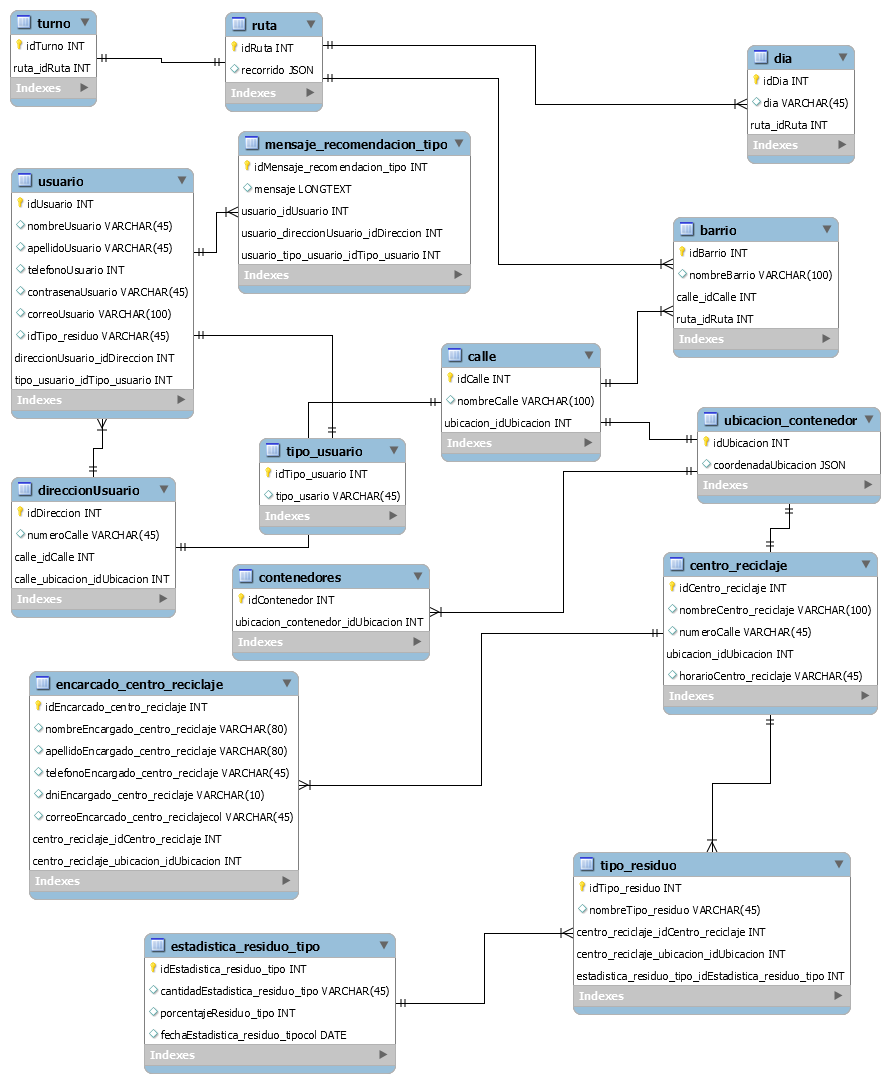 turno
idTurno INT
ruta_idRuta INT
Indexes
ruta
idRuta INT
recorrido JSON
Indexes
dia
idDia INT
dia VARCHAR(45)
ruta_idRuta INT
Indexes
mensaje_recomendacion_tipo
idMensaje_recomendacion_tipo INT
mensaje LONGTEXT
usuario_idUsuario INT
usuario_direccionUsuario_idDireccion INT
usuario_tipo_usuario_idTipo_usuario INT
Indexes
usuario
idUsuario INT
nombreUsuario VARCHAR(45)
apellidoUsuario VARCHAR(45)
telefonoUsuario INT
contrasenaUsuario VARCHAR(45)
correoUsuario VARCHAR(100)
idTipo_residuo VARCHAR(45)
direccionUsuario_idDireccion INT
tipo_usuario_idTipo_usuario INT
Indexes
barrio
idBarrio INT
nombreBarrio VARCHAR(100)
calle_idCalle INT
ruta_idRuta INT
Indexes
calle
idCalle INT
nombreCalle VARCHAR(100)
ubicacion_idUbicacion INT
Indexes
ubicacion_contenedor
idUbicacion INT
coordenadaUbicacion JSON
Indexes
tipo_usuario
idTipo_usuario INT
tipo_usario VARCHAR(45)
Indexes
direccionUsuario
idDireccion INT
numeroCalle VARCHAR(45)
calle_idCalle INT
calle_ubicacion_idUbicacion INT
Indexes
contenedores
idContenedor INT
ubicacion_contenedor_idUbicacion INT
Indexes
centro_reciclaje
idCentro_reciclaje INT
nombreCentro_reciclaje VARCHAR(100)
numeroCalle VARCHAR(45)
ubicacion_idUbicacion INT
horarioCentro_reciclaje VARCHAR(45)
Indexes
encarcado_centro_reciclaje
idEncarcado_centro_reciclaje INT
nombreEncargado_centro_reciclaje VARCHAR(80)
apellidoEncargado_centro_reciclaje VARCHAR(80)
telefonoEncargado_centro_reciclaje VARCHAR(45)
dniEncargado_centro_reciclaje VARCHAR(10)
correoEncarcado_centro_reciclajecol VARCHAR(45)
centro_reciclaje_idCentro_reciclaje INT
centro_reciclaje_ubicacion_idUbicacion INT
Indexes
tipo_residuo
idTipo_residuo INT
nombreTipo_residuo VARCHAR(45)
centro_reciclaje_idCentro_reciclaje INT
centro_reciclaje_ubicacion_idUbicacion INT
estadistica_residuo_tipo_idEstadistica_residuo_tipo INT
Indexes
estadistica_residuo_tipo
idEstadistica_residuo_tipo INT
cantidadEstadistica_residuo_tipo VARCHAR(45)
porcentajeResiduo_tipo INT
fechaEstadistica_residuo_tipocol DATE
Indexes